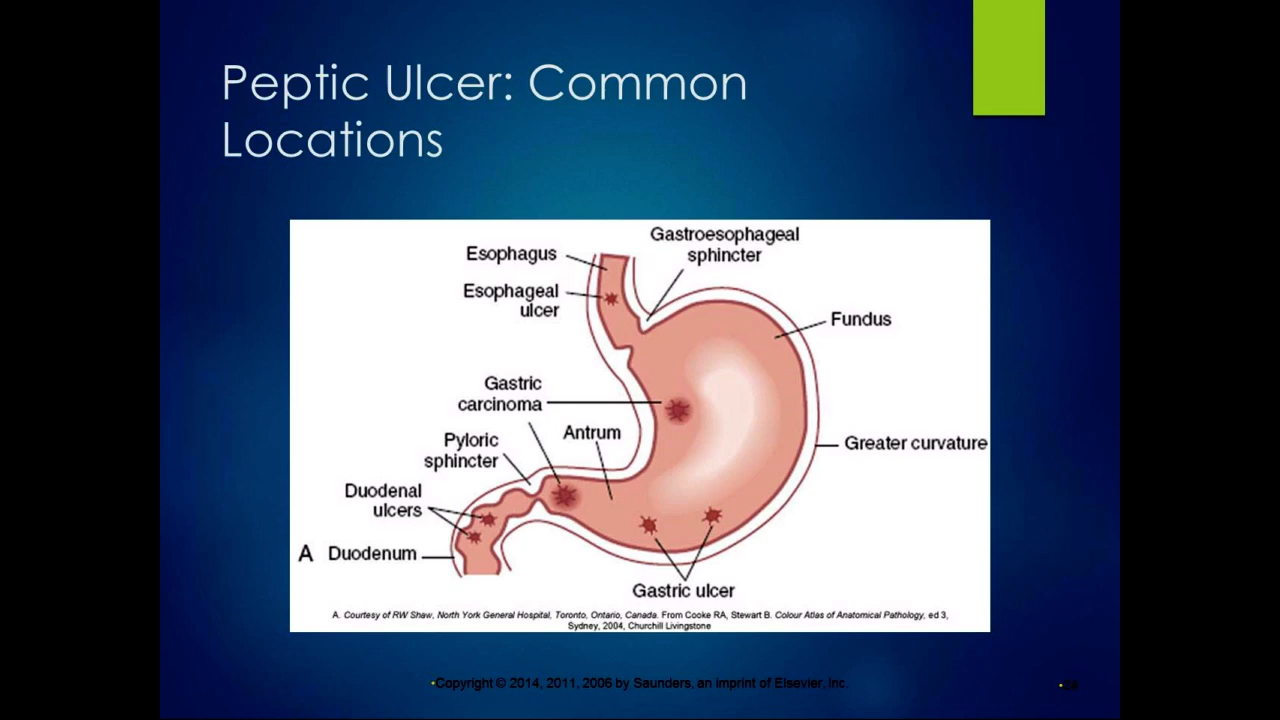 Peptic Ulcer: Common
Locations
Gastroesophageal
sphincter
Esophagus
Esophageal
ulcer
Fundus
Gastric
carcinoma
Antrum
Pyloric
sphincter
Greater curvature
Duodenal
ulcers
A Duodenum
Gastric ulcer
A. Courtesy of RW Shaw, North York General Hospital, Toronto, Ontario, Canada. From Cooke RA, Stewart B. Colour Atlas of Anatomical Pathology, ed 3,
Sydney, 2004, Churchill Livingstone
•Copyright © 2014, 2011, 2006 by Saunders, an imprint of Elsevier, Inc.